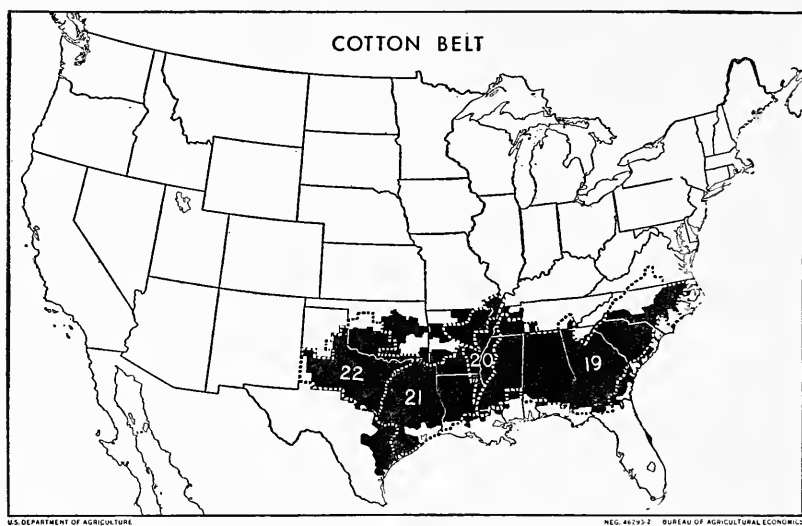 COTTON BELT
20
19
22
21
U.S. DEPARTMENT OF AGRICULTURE NEG. 46293-2 BUREAU OF AGRICULTURAL ECONOMICS